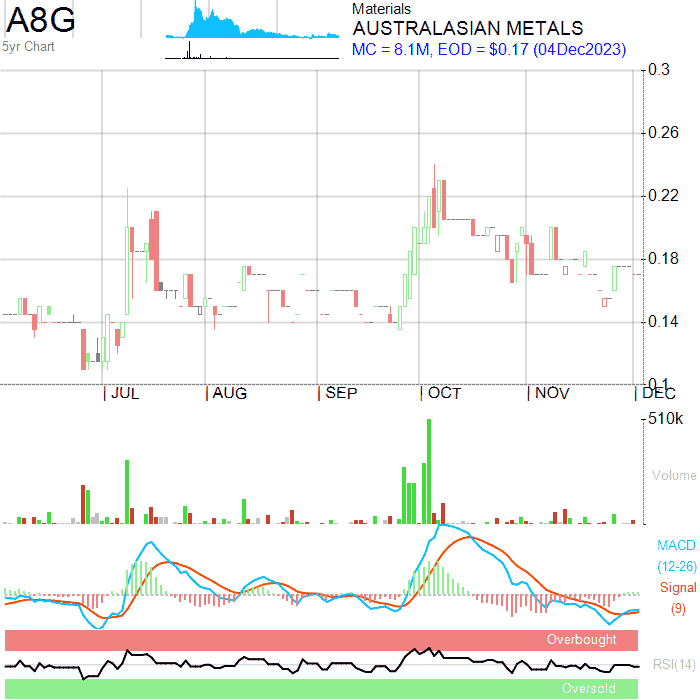 A8G
5yr Chart
Materials
AUSTRALASIAN METALS
MC = 8.1M, EOD = $0.17 (04Dec2023)
0.3
0.26
0.22
0.18
0.14
0.1
JUL AUG SEP OCT NOV DEC
510k
Volume
MACD
(12-26)
Signal
(9)
Overbought
RSI(14)
Oversold